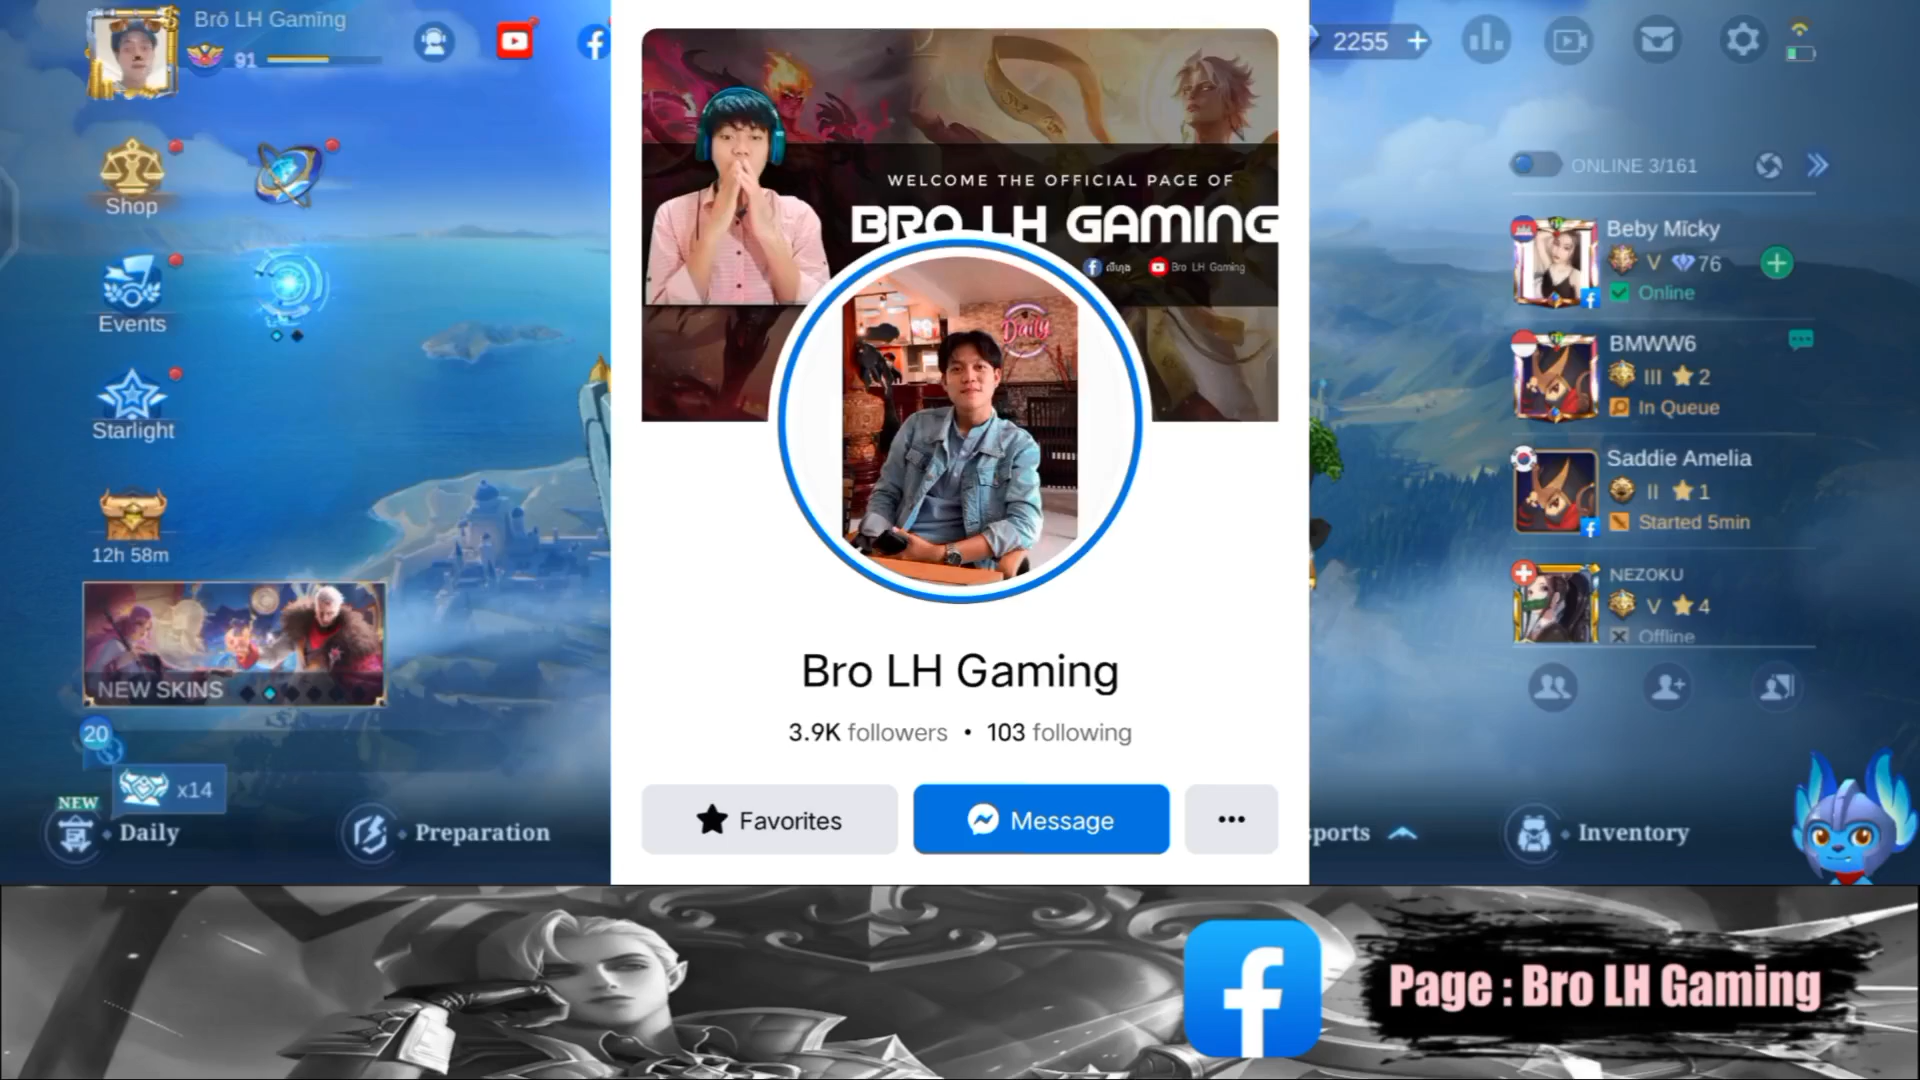 Brō LH Gamīng
91
2255
Shop
Events
Starlight
12h 58m
NEW SKINS
20
x14
NEW
Daily
Preparation
WELCOME THE OFFICIAL PAGE OF
BRO LH GAMING
Bro LH Gaming
Daily
Bro LH Gaming
3.9K followers • 103 following
Favorites
Message
ONLINE 3/161
Beby Mīcky
V 76
Online
BMWW6
III 2
In Queue
Saddie Amelia
II 1
Started 5min
NEZOKU
V 4
Offline
sports
Inventory
Page : Bro LH Gaming